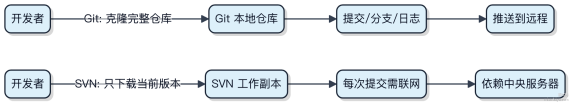 开发者
Git: 克隆完整仓库
Git 本地仓库
提交/分支/日志
推送到远程
开发者
SVN: 只下载当前版本
SVN 工作副本
每次提交需联网
依赖中央服务器